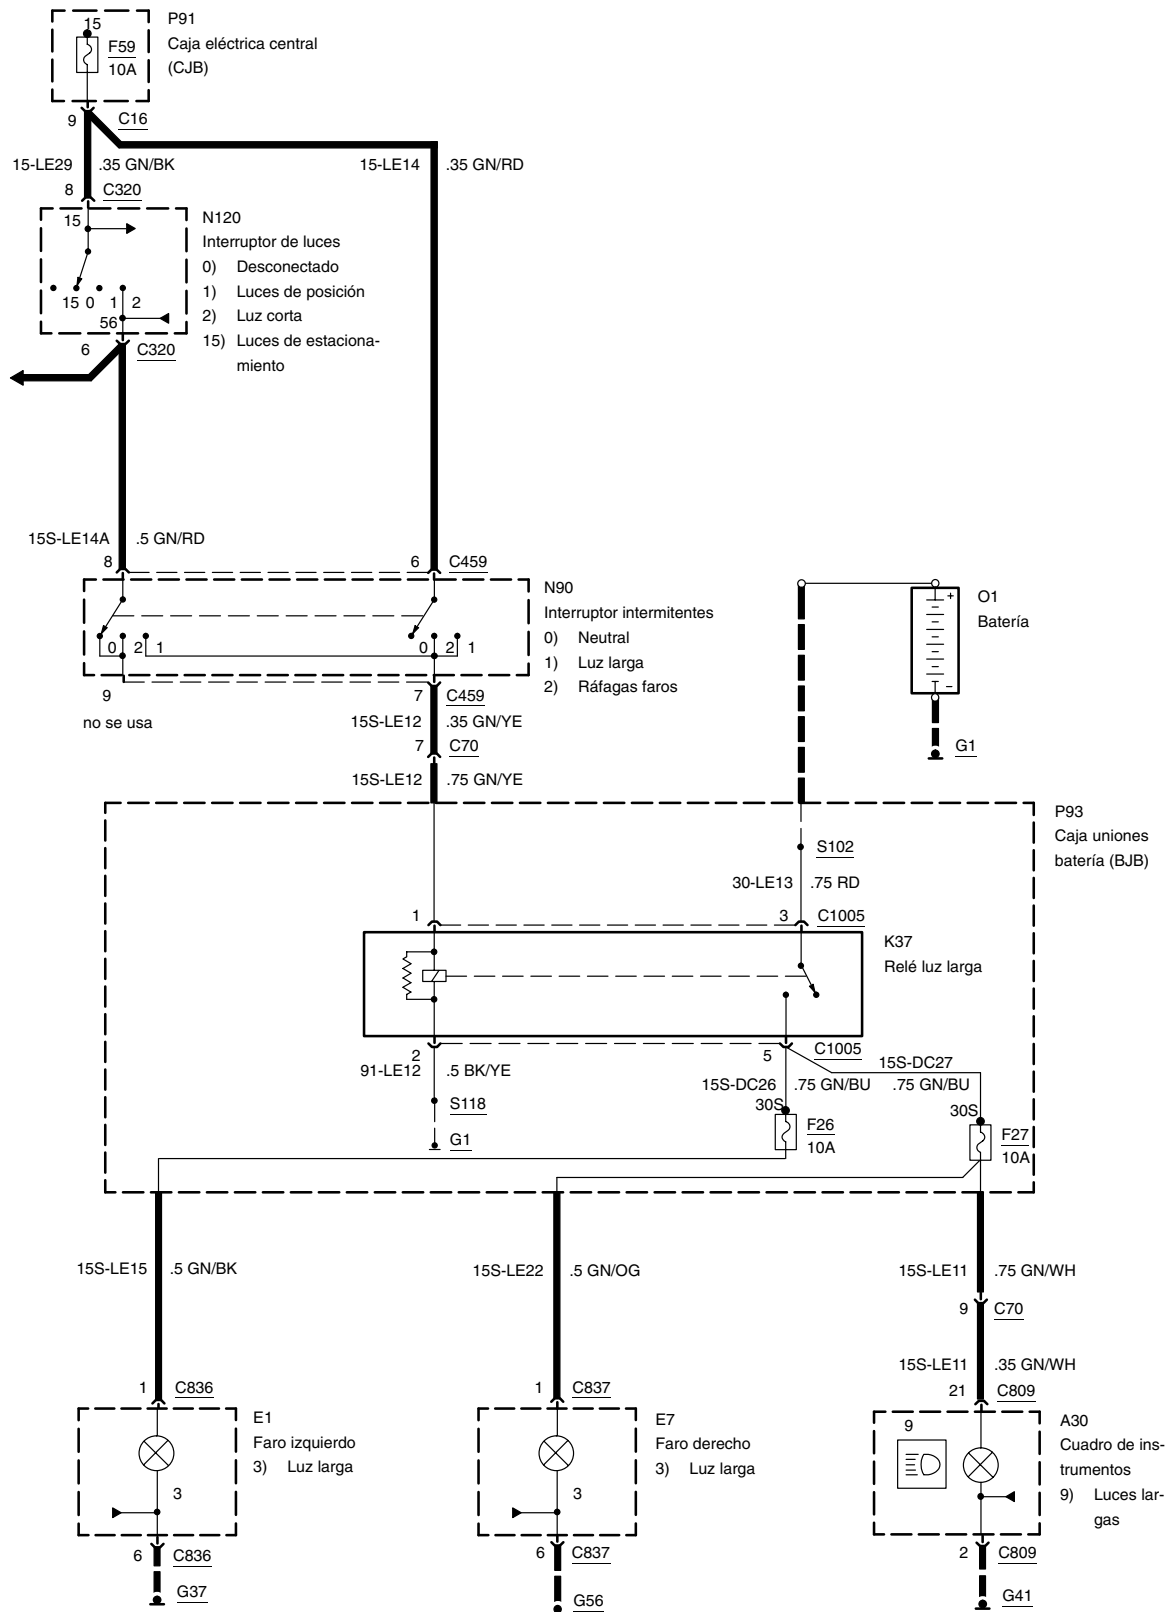 15
F59
10A
P91
Caja eléctrica central
(CJB)
9
C16
15-LE29 .35 GN/BK
15-LE14 .35 GN/RD
8 C320
15
N120
Interruptor de luces
0) Desconectado
1) Luces de posición
2) Luz corta
15) Luces de estaciona-
miento
15 0 1 2
56
6 C320
15S-LE14A .5 GN/RD
8
6 C459
N90
Interruptor intermitentes
0) Neutral
1) Luz larga
2) Ráfagas faros
0 2 1
0 2 1
9
no se usa
7 C459
15S-LE12 .35 GN/YE
7 C70
15S-LE12 .75 GN/YE
+
−
O1
Batería
G1
P93
Caja uniones
batería (BJB)
S102
30-LE13 .75 RD
1
3 C1005
K37
Relé luz larga
2
91-LE12 .5 BK/YE
5 C1005
15S-DC27
15S-DC26 .75 GN/BU
.75 GN/BU
S118
G1
30S
F26
10A
30S
F27
10A
15S-LE15 .5 GN/BK
15S-LE22 .5 GN/OG
15S-LE11 .75 GN/WH
9 C70
15S-LE11 .35 GN/WH
1 C836
1 C837
21 C809
E1
Faro izquierdo
3) Luz larga
3
E7
Faro derecho
3) Luz larga
3
9
A30
Cuadro de ins-
trumentos
9) Luces lar-
gas
6 C836
6 C837
2 C809
G37
G56
G41